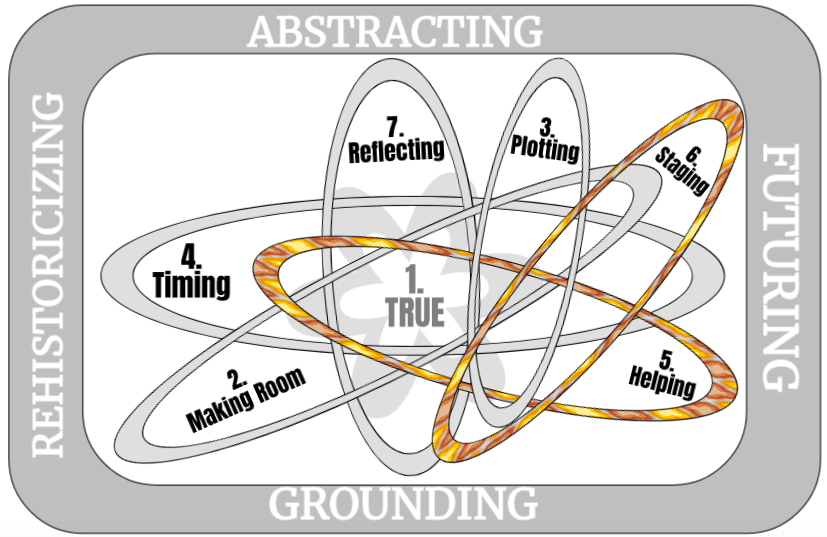 ABSTRACTING
REHISTORICIZING
FUTURING
7.
Reflecting
3.
Plotting
6.
Staging
4.
Timing
1.
TRUE
2.
Making Room
5.
Helping
GROUNDING